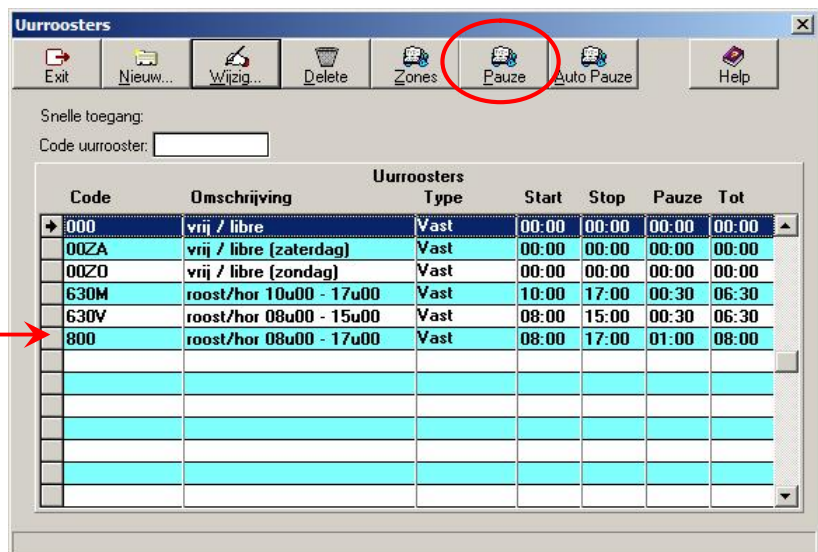 Uurroosters
Exit Nieuw... Wijzig... Delete Zones Pauze Auto Pauze Help
Snelle toegang:
Code uurrooster:
Uurroosters
Code Omschrijving Type Start Stop Pauze Tot
000 vrij / libre Vast 00:00 00:00 00:00 00:00
00ZA vrij / libre (zaterdag) Vast 00:00 00:00 00:00 00:00
00ZO vrij / libre (zondag) Vast 00:00 00:00 00:00 00:00
630M roost/hor 10u00 - 17u00 Vast 10:00 17:00 00:30 06:30
630V roost/hor 08u00 - 15u00 Vast 08:00 15:00 00:30 06:30
800 roost/hor 08u00 - 17u00 Vast 08:00 17:00 01:00 08:00